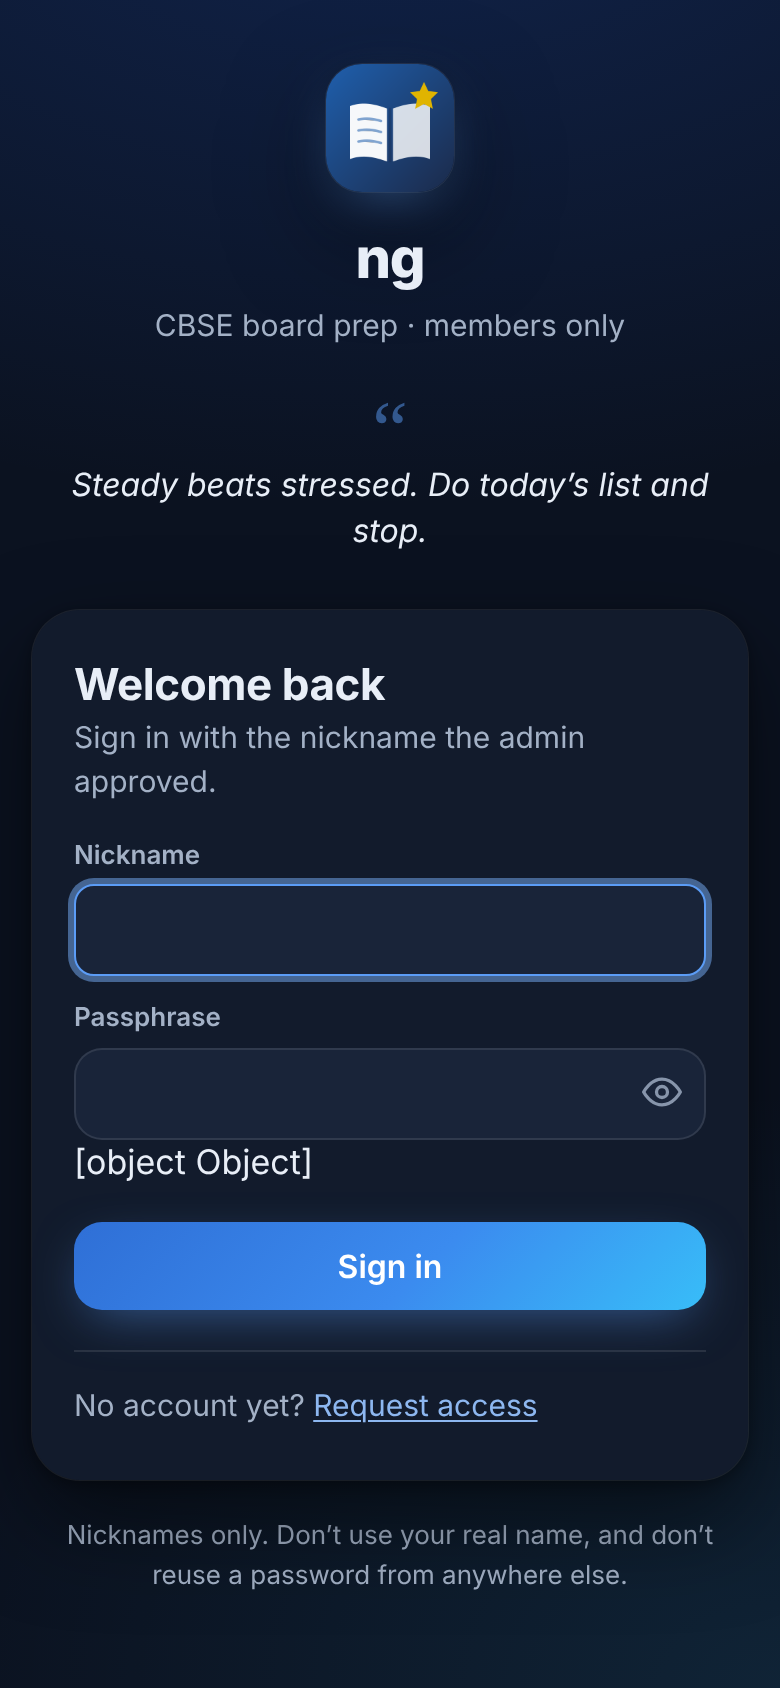 ng
CBSE board prep · members only
“
Steady beats stressed. Do today’s list and
stop.
Welcome back
Sign in with the nickname the admin
approved.
Nickname
Passphrase
[object Object]
Sign in
No account yet? Request access
Nicknames only. Don’t use your real name, and don’t
reuse a password from anywhere else.